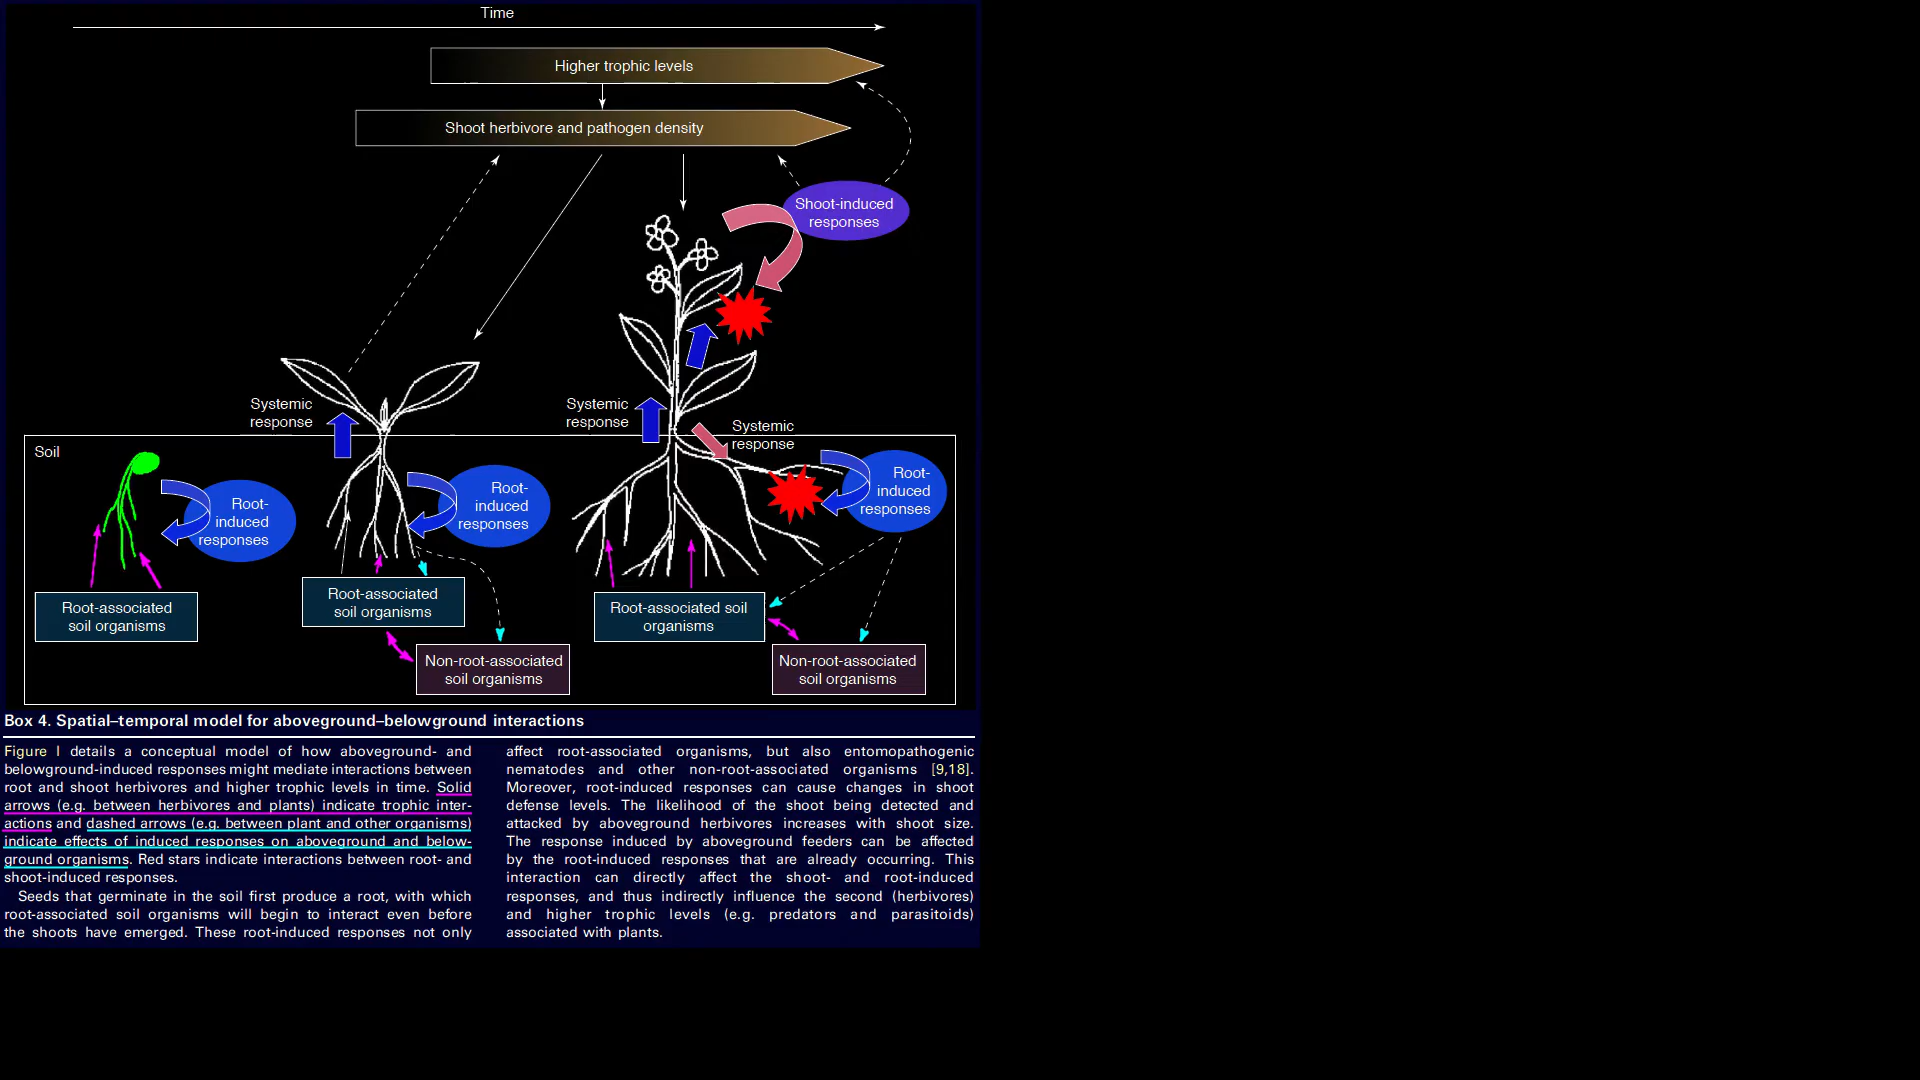 Time
Higher trophic levels
Shoot herbivore and pathogen density
Shoot-induced
responses
Systemic
response
Systemic
response
Systemic
response
Soil
Root-
induced
responses
Root-
induced
responses
Root-
induced
responses
Root-associated
soil organisms
Root-associated
soil organisms
Non-root-associated
soil organisms
Root-associated soil
organisms
Non-root-associated
soil organisms
Box 4. Spatial–temporal model for aboveground–belowground interactions
Figure I details a conceptual model of how aboveground- and
belowground-induced responses might mediate interactions between
root and shoot herbivores and higher trophic levels in time. Solid
arrows (e.g. between herbivores and plants) indicate trophic inter-
actions and dashed arrows (e.g. between plant and other organisms)
indicate effects of induced responses on aboveground and below-
ground organisms. Red stars indicate interactions between root- and
shoot-induced responses.
Seeds that germinate in the soil first produce a root, with which
root-associated soil organisms will begin to interact even before
the shoots have emerged. These root-induced responses not only
affect root-associated organisms, but also entomopathogenic
nematodes and other non-root-associated organisms [9,18].
Moreover, root-induced responses can cause changes in shoot
defense levels. The likelihood of the shoot being detected and
attacked by aboveground herbivores increases with shoot size.
The response induced by aboveground feeders can be affected
by the root-induced responses that are already occurring. This
interaction can directly affect the shoot- and root-induced
responses, and thus indirectly influence the second (herbivores)
and higher trophic levels (e.g. predators and parasitoids)
associated with plants.